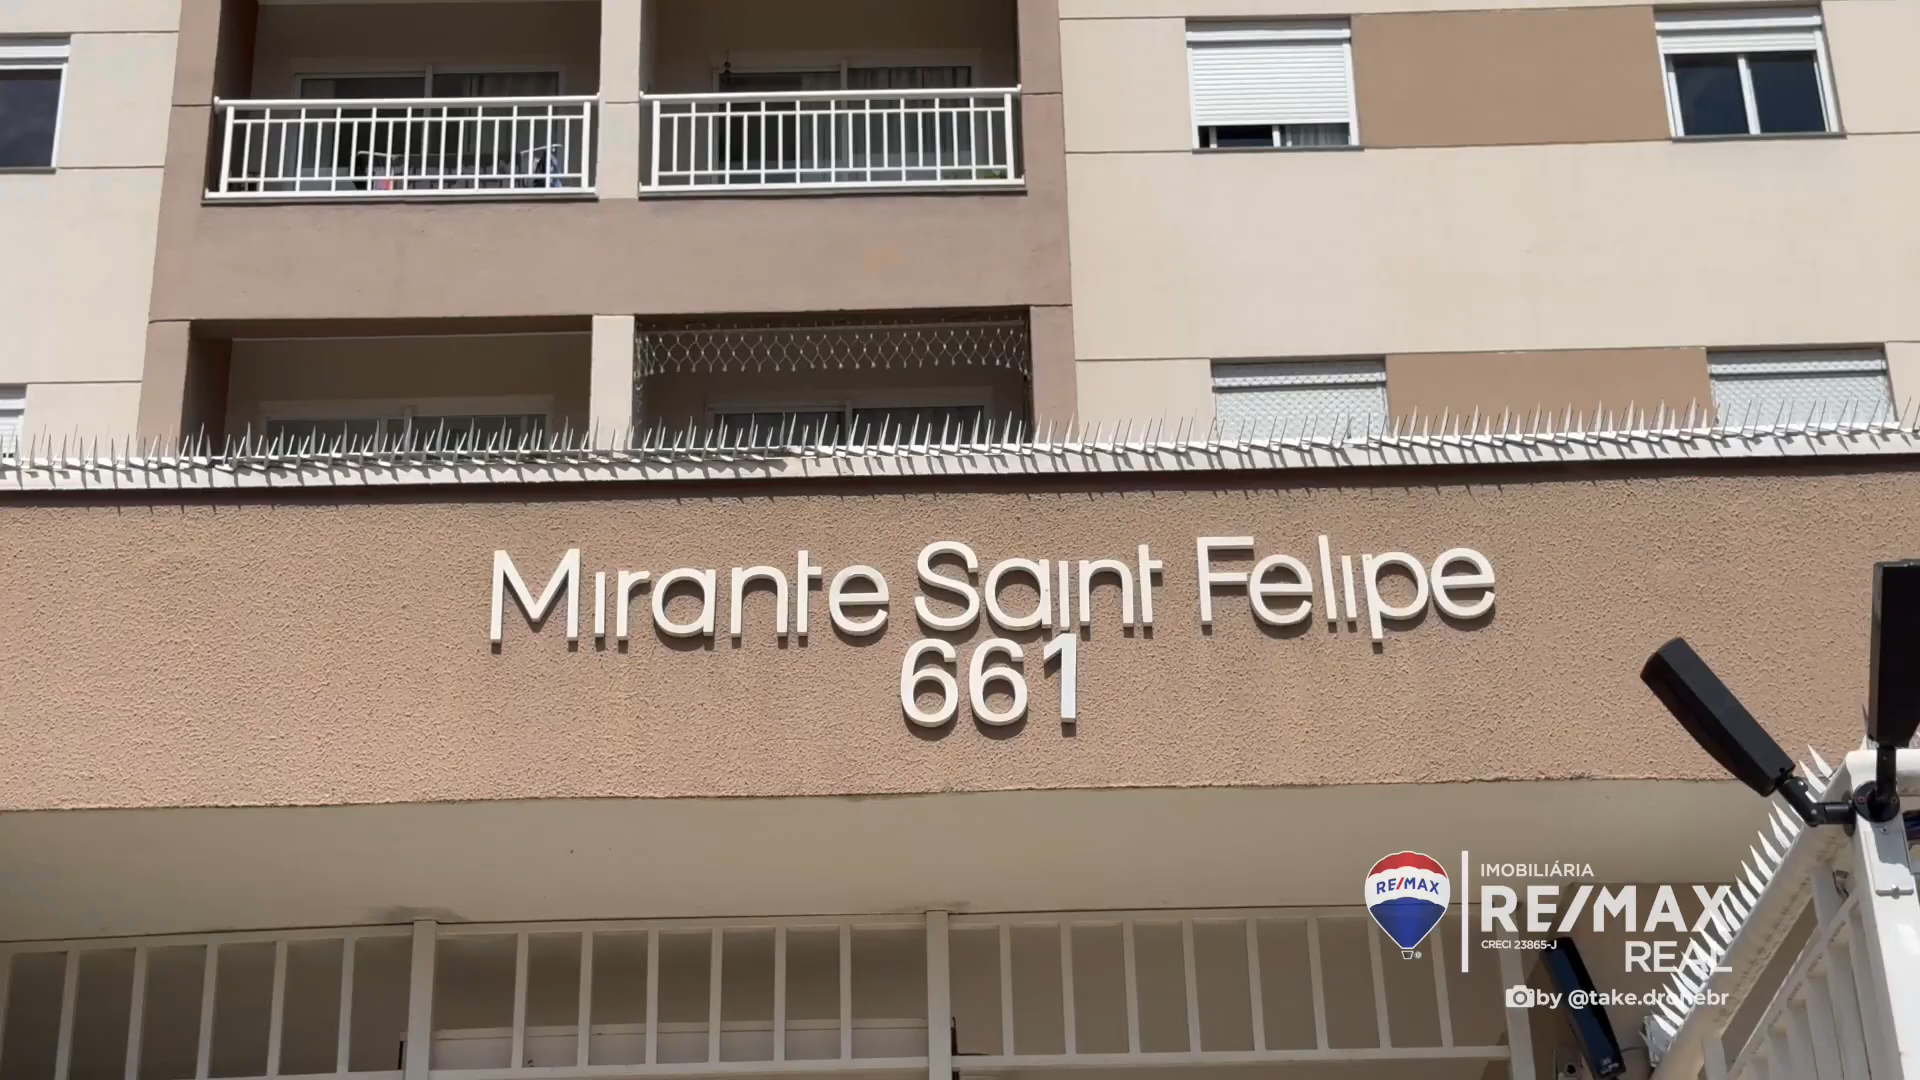 Mirante Saint Felipe
661
RE/MAX
IMOBILIÁRIA
RE/MAX
CRECI 23865-J
REAL
by @take.dronebr